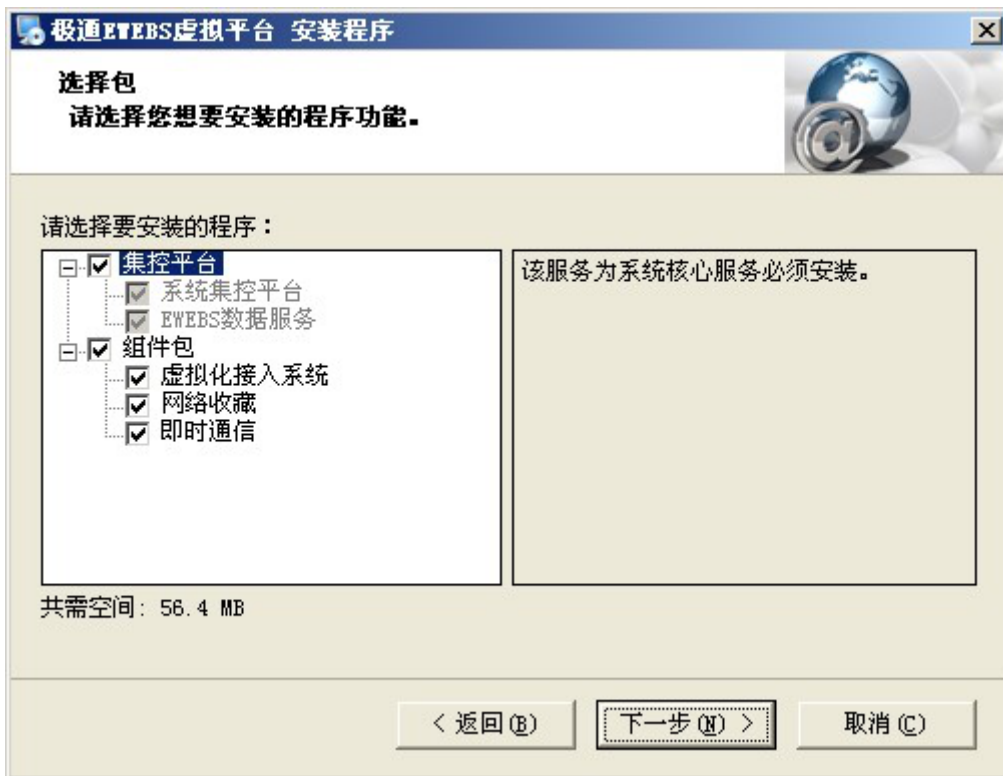 极通EWEBS虚拟平台 安装程序
选择包
请选择您想要安装的程序功能。
请选择要安装的程序：
集控平台
系统集控平台
EWEBS数据服务
组件包
虚拟化接入系统
网络收藏
即时通信
该服务为系统核心服务必须安装。
共需空间: 56.4 MB
< 返回(B)
下一步(N) >
取消(C)